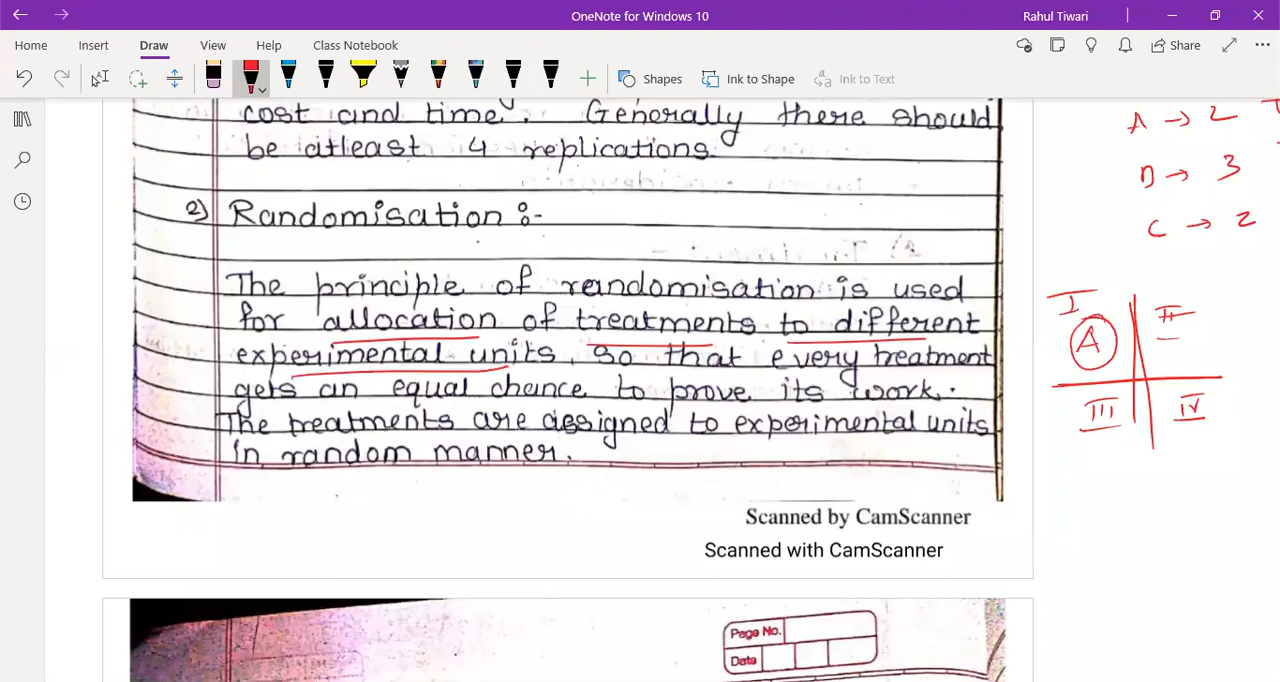 OneNote for Windows 10
Rahul Tiwari
Home Insert Draw View Help Class Notebook
Share
Shapes Ink to Shape Ink to Text
cost and time. Generally there should
be atleast 4 replications
2) Randomisation :-
The principle of randomisation is used
for allocation of treatments to different
experimental units, so that every treatment
gets an equal chance to prove its work.
The treatments are assigned to experimental units
in random manner.
Scanned by CamScanner
Scanned with CamScanner
Page No.
Date
A → 2
B → 3
C → 2
I II
A
III IV